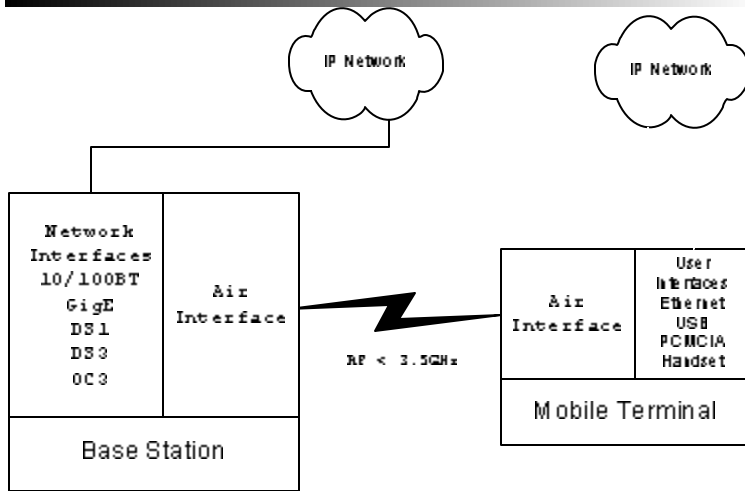 IP Network
IP Network
Network
Interfaces
10/100BT
GigE
DS1
DS3
OC3
Air
Interface
Base Station
RF < 3.5GHz
Air
Interface
User
Interfaces
Ethernet
USB
PCMCIA
Handset
Mobile Terminal